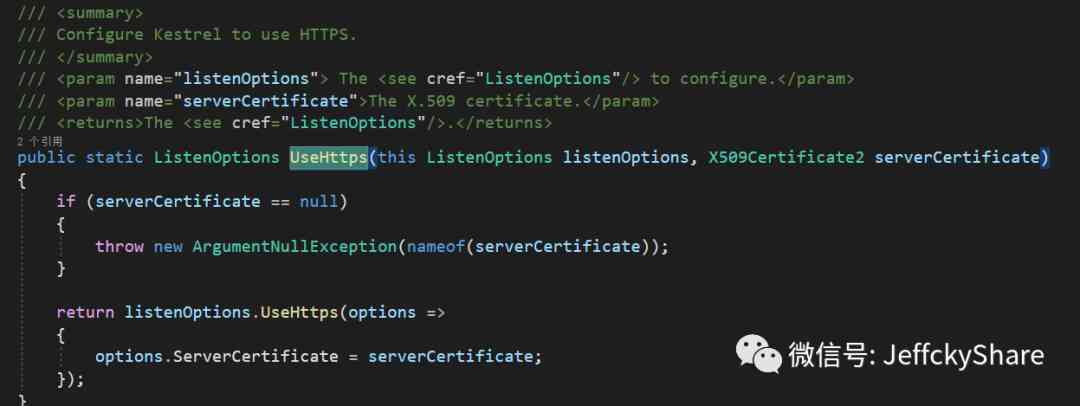 /// <summary>
/// Configure Kestrel to use HTTPS.
/// </summary>
/// <param name="listenOptions"> The <see cref="ListenOptions"/> to configure.</param>
/// <param name="serverCertificate">The X.509 certificate.</param>
/// <returns>The <see cref="ListenOptions"/>.</returns>
2 个引用
public static ListenOptions UseHttps(this ListenOptions listenOptions, X509Certificate2 serverCertificate)
{
    if (serverCertificate == null)
    {
        throw new ArgumentNullException(nameof(serverCertificate));
    }

    return listenOptions.UseHttps(options =>
    {
        options.ServerCertificate = serverCertificate;
    });
}
微信号: JeffckyShare